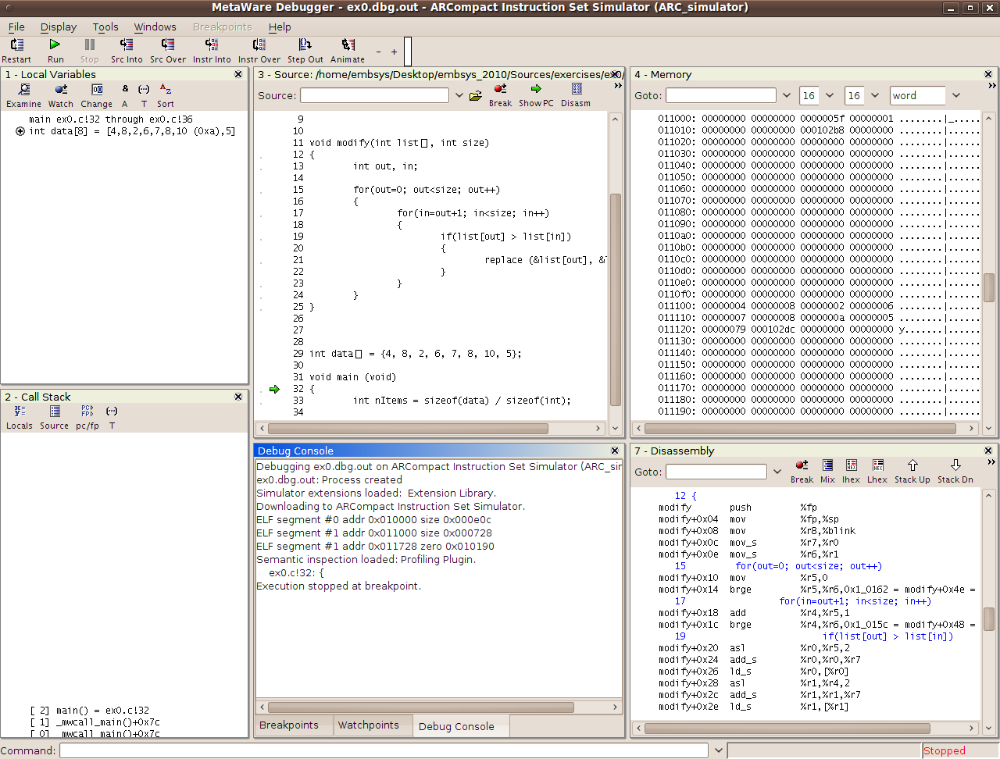 MetaWare Debugger - ex0.dbg.out - ARCompact Instruction Set Simulator (ARC_simulator)
File Display Tools Windows Breakpoints Help
Restart Run Stop Src Into Src Over Instr Into Instr Over Step Out Animate - +
1 - Local Variables
Examine Watch Change A T Sort
main ex0.c!32 through ex0.c!36
int data[8] = [4,8,2,6,7,8,10 (0xa),5]
2 - Call Stack
Locals Source pc/fp T
[ 2] main() = ex0.c!32
[ 1] _mwcall_main()+0x7c
[ 0] _mwcall_main()+0x7c
3 - Source: /home/embsys/Desktop/embsys_2010/Sources/exercises/ex0/
Source: Break Show PC Disasm
9
10
11 void modify(int list[], int size)
12 {
13 int out, in;
14
15 for(out=0; out<size; out++)
16 {
17 for(in=out+1; in<size; in++)
18 {
19 if(list[out] > list[in])
20 {
21 replace (&list[out], &l
22 }
23 }
24 }
25 }
26
27
28
29 int data[] = {4, 8, 2, 6, 7, 8, 10, 5};
30
31 void main (void)
32 {
33 int nItems = sizeof(data) / sizeof(int);
34
Debug Console
Debugging ex0.dbg.out on ARCompact Instruction Set Simulator (ARC_sim
ex0.dbg.out: Process created
Simulator extensions loaded: Extension Library.
Downloading to ARCompact Instruction Set Simulator.
ELF segment #0 addr 0x010000 size 0x000e0c
ELF segment #1 addr 0x011000 size 0x000728
ELF segment #1 addr 0x011728 zero 0x010190
Semantic inspection loaded: Profiling Plugin.
ex0.c!32: {
Execution stopped at breakpoint.
Breakpoints Watchpoints Debug Console
4 - Memory
Goto: 16 16 word
011000: 00000000 00000000 0000005f 00000001 ........|_.....
011010: 00000000 00000000 000102b8 00000000 ........|......
011020: 00000000 00000000 00000000 00000000 ........|......
011030: 00000000 00000000 00000000 00000000 ........|......
011040: 00000000 00000000 00000000 00000000 ........|......
011050: 00000000 00000000 00000000 00000000 ........|......
011060: 00000000 00000000 00000000 00000000 ........|......
011070: 00000000 00000000 00000000 00000000 ........|......
011080: 00000000 00000000 00000000 00000000 ........|......
011090: 00000000 00000000 00000000 00000000 ........|......
0110a0: 00000000 00000000 00000000 00000000 ........|......
0110b0: 00000000 00000000 00000000 00000000 ........|......
0110c0: 00000000 00000000 00000000 00000000 ........|......
0110d0: 00000000 00000000 00000000 00000000 ........|......
0110e0: 00000000 00000000 00000000 00000000 ........|......
0110f0: 00000000 00000000 00000000 00000000 ........|......
011100: 00000004 00000008 00000002 00000006 ........|......
011110: 00000007 00000008 0000000a 00000005 ........|......
011120: 00000079 000102dc 00000000 00000000 y.......|......
011130: 00000000 00000000 00000000 00000000 ........|......
011140: 00000000 00000000 00000000 00000000 ........|......
011150: 00000000 00000000 00000000 00000000 ........|......
011160: 00000000 00000000 00000000 00000000 ........|......
011170: 00000000 00000000 00000000 00000000 ........|......
011180: 00000000 00000000 00000000 00000000 ........|......
011190: 00000000 00000000 00000000 00000000 ........|......
7 - Disassembly
Goto: Break Mix Ihex Lhex Stack Up Stack Dn
12 {
modify push %fp
modify+0x04 mov %fp,%sp
modify+0x08 mov %r8,%blink
modify+0x0c mov_s %r7,%r0
modify+0x0e mov_s %r6,%r1
15 for(out=0; out<size; out++)
modify+0x10 mov %r5,0
modify+0x14 brge %r5,%r6,0x1_0162 = modify+0x4e =
17 for(in=out+1; in<size; in++)
modify+0x18 add %r4,%r5,1
modify+0x1c brge %r4,%r6,0x1_015c = modify+0x48 =
19 if(list[out] > list[in])
modify+0x20 asl %r0,%r5,2
modify+0x24 add_s %r0,%r0,%r7
modify+0x26 ld_s %r0,[%r0]
modify+0x28 asl %r1,%r4,2
modify+0x2c add_s %r1,%r1,%r7
modify+0x2e ld_s %r1,[%r1]
Command: Stopped